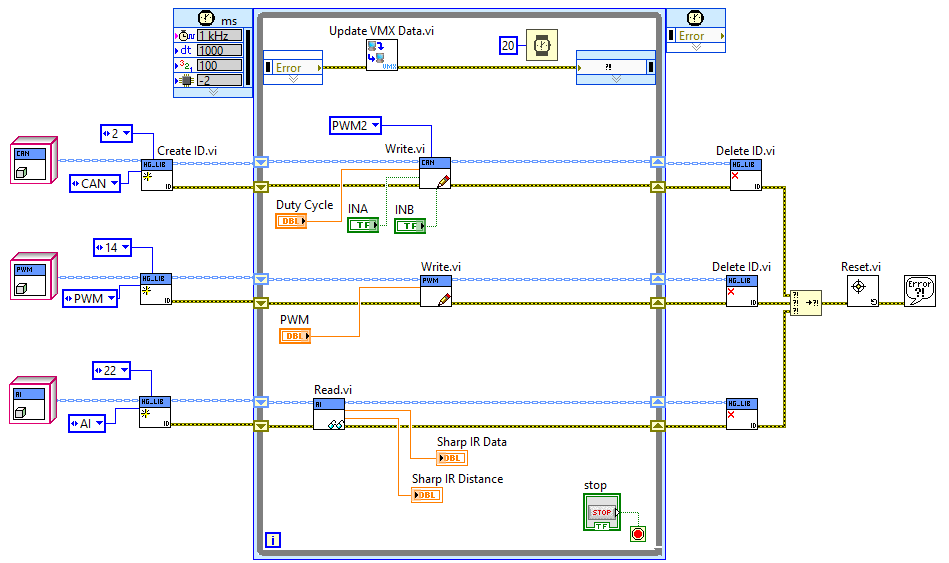 ms
1 kHz
dt
1000
321
100
-2
Error
Update VMX Data.vi
VMX
20
?!
Error
CAN
2
CAN
Create ID.vi
HG_LIB
ID
PWM2
Write.vi
CAN
Duty Cycle
DBL
INA
TF
INB
TF
Delete ID.vi
HG_LIB
ID
PWM
14
PWM
HG_LIB
ID
Write.vi
PWM
PWM
DBL
Delete ID.vi
HG_LIB
ID
?!
?!
?!
Reset.vi
Error
?!
AI
22
AI
HG_LIB
ID
Read.vi
AI
Sharp IR Data
DBL
Sharp IR Distance
DBL
HG_LIB
ID
stop
STOP
TF
i